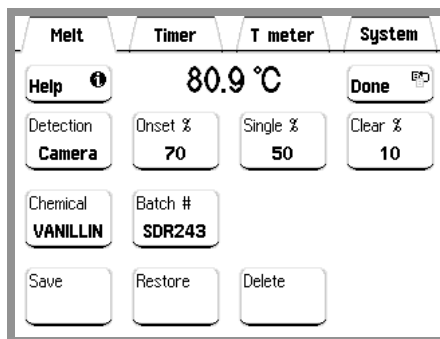 Melt Timer T meter System
Help 80.9 °C Done
Detection Onset % Single % Clear %
Camera 70 50 10
Chemical Batch #
VANILLIN SDR243
Save Restore Delete